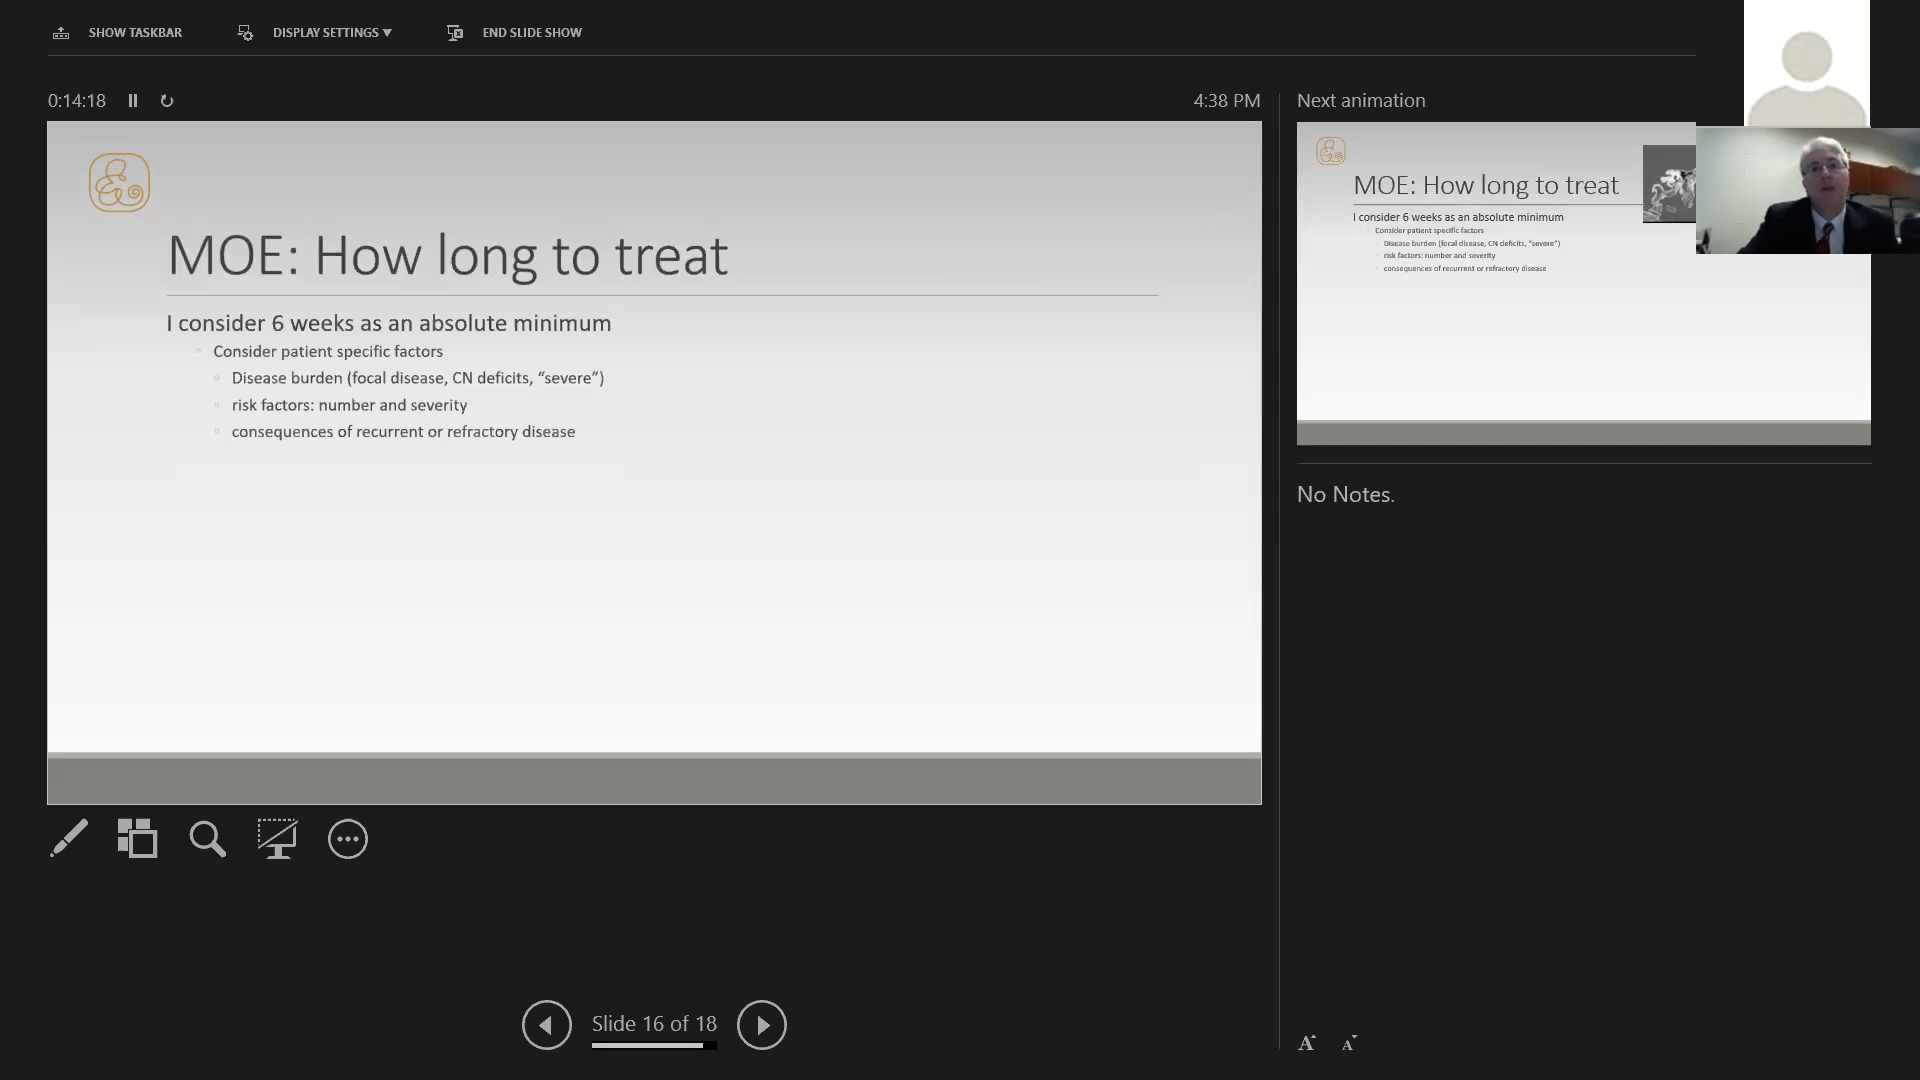 SHOW TASKBAR
DISPLAY SETTINGS
END SLIDE SHOW
0:14:18
4:38 PM
Next animation
MOE: How long to treat
I consider 6 weeks as an absolute minimum
Consider patient specific factors
Disease burden (focal disease, CN deficits, “severe”)
risk factors: number and severity
consequences of recurrent or refractory disease
MOE: How long to treat
I consider 6 weeks as an absolute minimum
Consider patient specific factors
Disease burden (focal disease, CN deficits, “severe”)
risk factors: number and severity
consequences of recurrent or refractory disease
No Notes.
Slide 16 of 18
A A